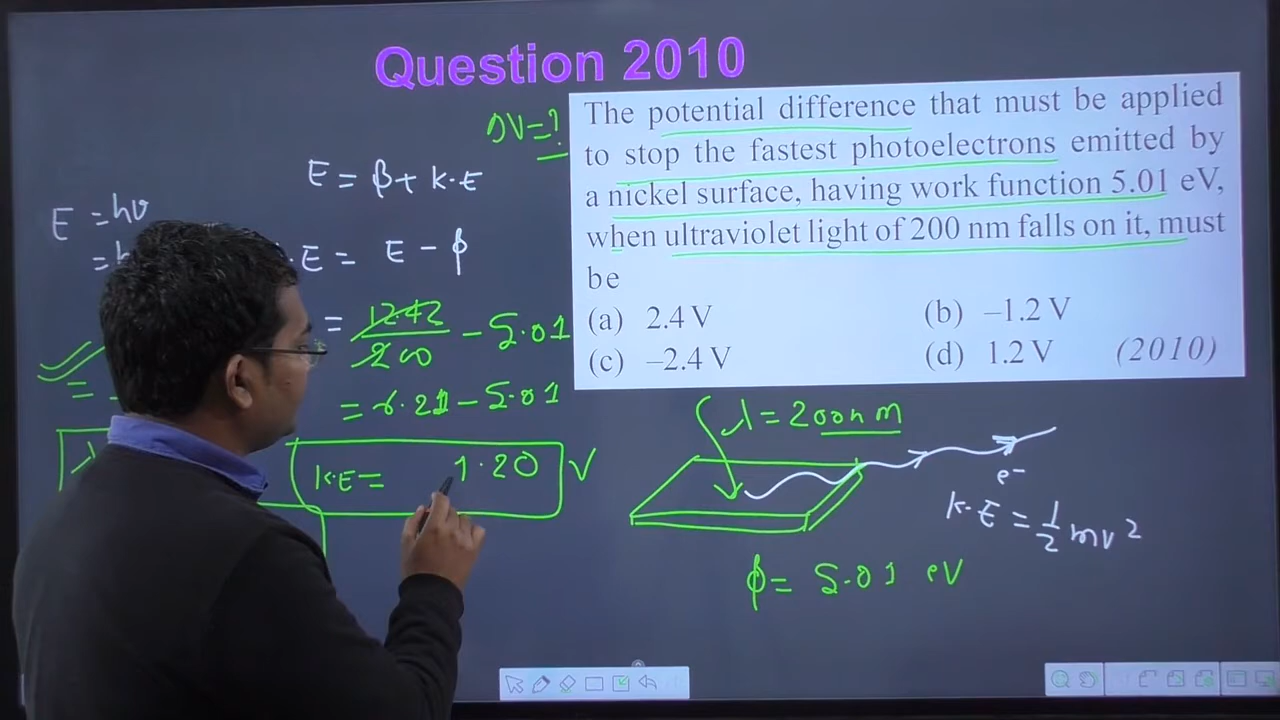 Question 2010
The potential difference that must be applied
to stop the fastest photoelectrons emitted by
a nickel surface, having work function 5.01 eV,
when ultraviolet light of 200 nm falls on it, must
be
(a) 2.4 V (b) –1.2 V
(c) –2.4 V (d) 1.2 V (2010)
ΔV=?
E = ϕ + K.E
E = hν
=
.E = E - ϕ
= 1242/200 - 5.01
= 6.21 - 5.01
K.E = 1.20 V
λ
λ = 200nm
e⁻
K.E = 1/2 mv²
ϕ = 5.01 eV